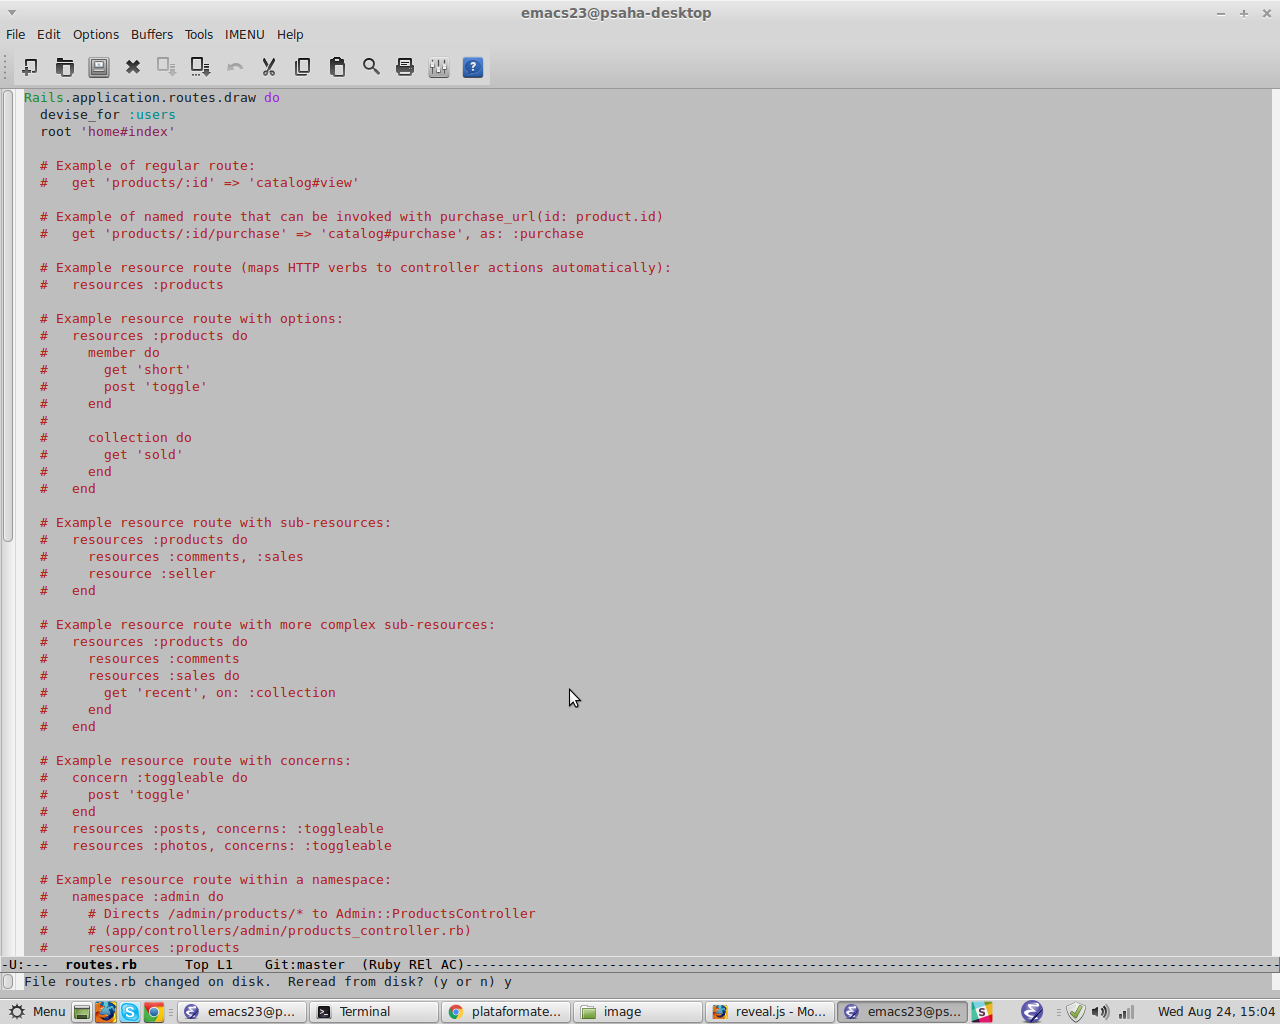 emacs23@psaha-desktop
File Edit Options Buffers Tools IMENU Help
Rails.application.routes.draw do
  devise_for :users
  root 'home#index'

  # Example of regular route:
  #   get 'products/:id' => 'catalog#view'

  # Example of named route that can be invoked with purchase_url(id: product.id)
  #   get 'products/:id/purchase' => 'catalog#purchase', as: :purchase

  # Example resource route (maps HTTP verbs to controller actions automatically):
  #   resources :products

  # Example resource route with options:
  #   resources :products do
  #     member do
  #       get 'short'
  #       post 'toggle'
  #     end
  #
  #     collection do
  #       get 'sold'
  #     end
  #   end

  # Example resource route with sub-resources:
  #   resources :products do
  #     resources :comments, :sales
  #     resource :seller
  #   end

  # Example resource route with more complex sub-resources:
  #   resources :products do
  #     resources :comments
  #     resources :sales do
  #       get 'recent', on: :collection
  #     end
  #   end

  # Example resource route with concerns:
  #   concern :toggleable do
  #     post 'toggle'
  #   end
  #   resources :posts, concerns: :toggleable
  #   resources :photos, concerns: :toggleable

  # Example resource route within a namespace:
  #   namespace :admin do
  #     # Directs /admin/products/* to Admin::ProductsController
  #     # (app/controllers/admin/products_controller.rb)
  #     resources :products
-U:---  routes.rb      Top L1    Git:master  (Ruby REl AC)----------------------------------------------------------------------------------------------------
File routes.rb changed on disk.  Reread from disk? (y or n) y
Menu emacs23@p... Terminal plataformate... image reveal.js - Mo... emacs23@ps... Wed Aug 24, 15:04